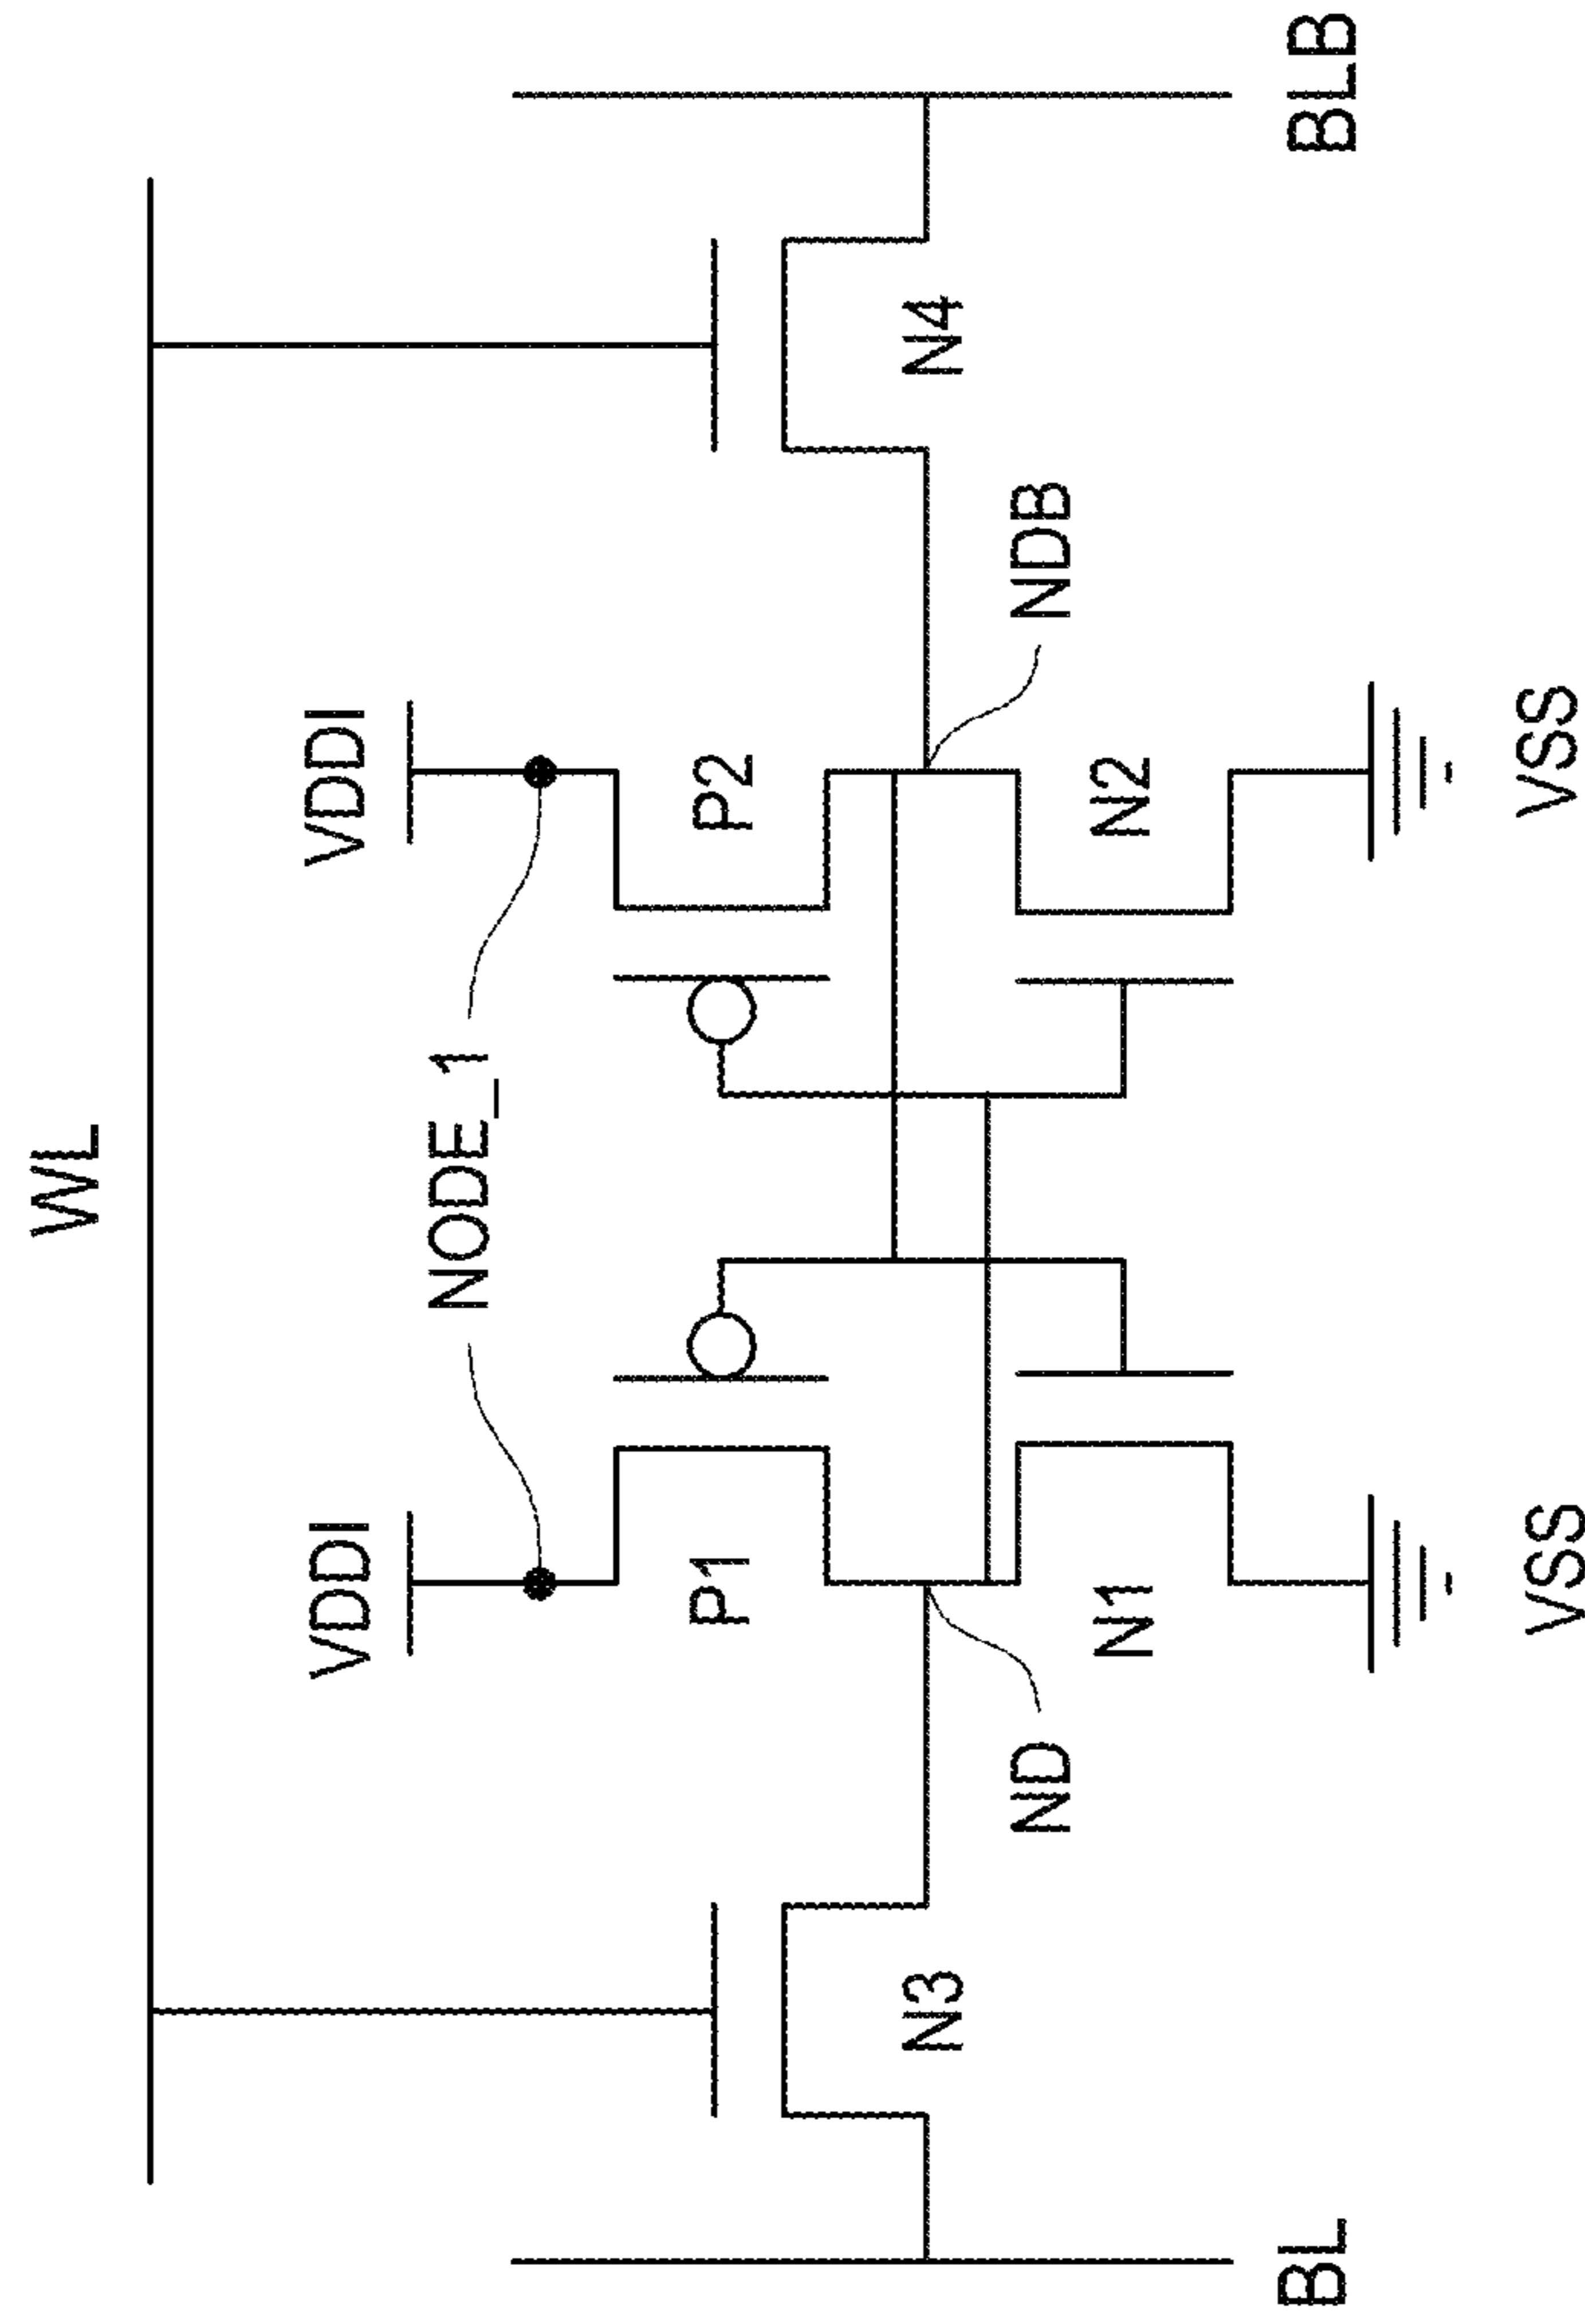 WL
VDDI
VDDI
NODE_1
P1
P2
N3
N4
ND
NDB
N1
N2
BL
BLB
VSS
VSS